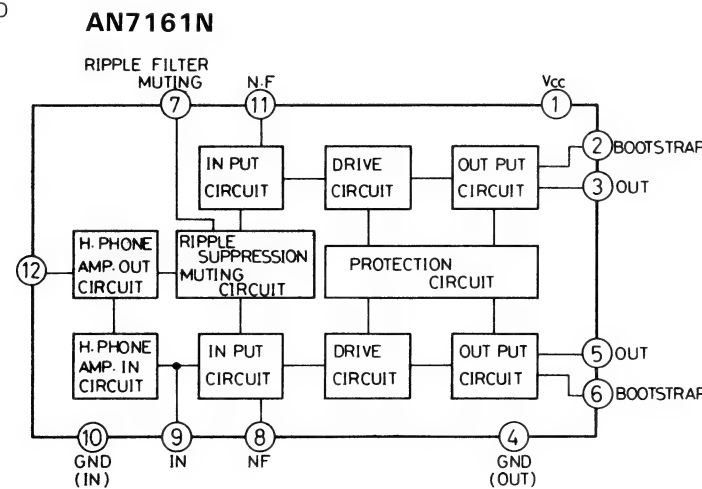 AN7161N
RIPPLE FILTER
MUTING
N.F
Vcc
7
11
1
2 BOOTSTRAP
IN PUT
CIRCUIT
DRIVE
CIRCUIT
OUT PUT
CIRCUIT
3 OUT
H. PHONE
AMP. OUT
CIRCUIT
RIPPLE
SUPPRESSION
MUTING
CIRCUIT
PROTECTION
CIRCUIT
12
H. PHONE
AMP. IN
CIRCUIT
IN PUT
CIRCUIT
DRIVE
CIRCUIT
OUT PUT
CIRCUIT
5 OUT
6 BOOTSTRAP
10
9
8
4
GND
(IN)
IN
NF
GND
(OUT)